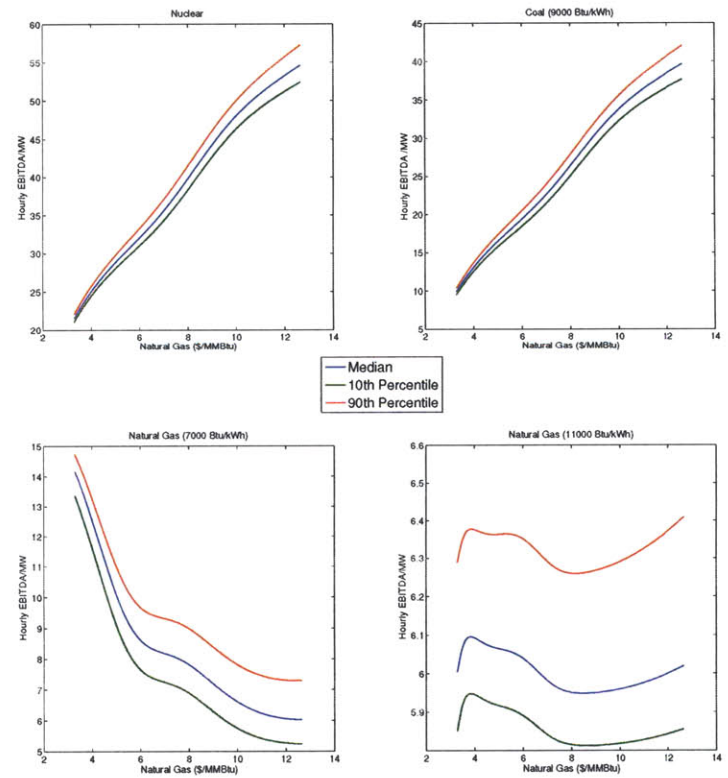 Nuclear
60
55
50
45
40
35
30
25
20
Hourly EBITDA/MW
2 4 6 8 10 12 14
Natural Gas ($/MMBtu)
Coal (9000 Btu/kWh)
45
40
35
30
25
20
15
10
5
Hourly EBITDA/MW
2 4 6 8 10 12 14
Natural Gas ($/MMBtu)
Median
10th Percentile
90th Percentile
Natural Gas (7000 Btu/kWh)
15
14
13
12
11
10
9
8
7
6
5
Hourly EBITDA/MW
2 4 6 8 10 12 14
Natural Gas ($/MMBtu)
Natural Gas (11000 Btu/kWh)
6.6
6.5
6.4
6.3
6.2
6.1
6
5.9
Hourly EBITDA/MW
2 4 6 8 10 12 14
Natural Gas ($/MMBtu)